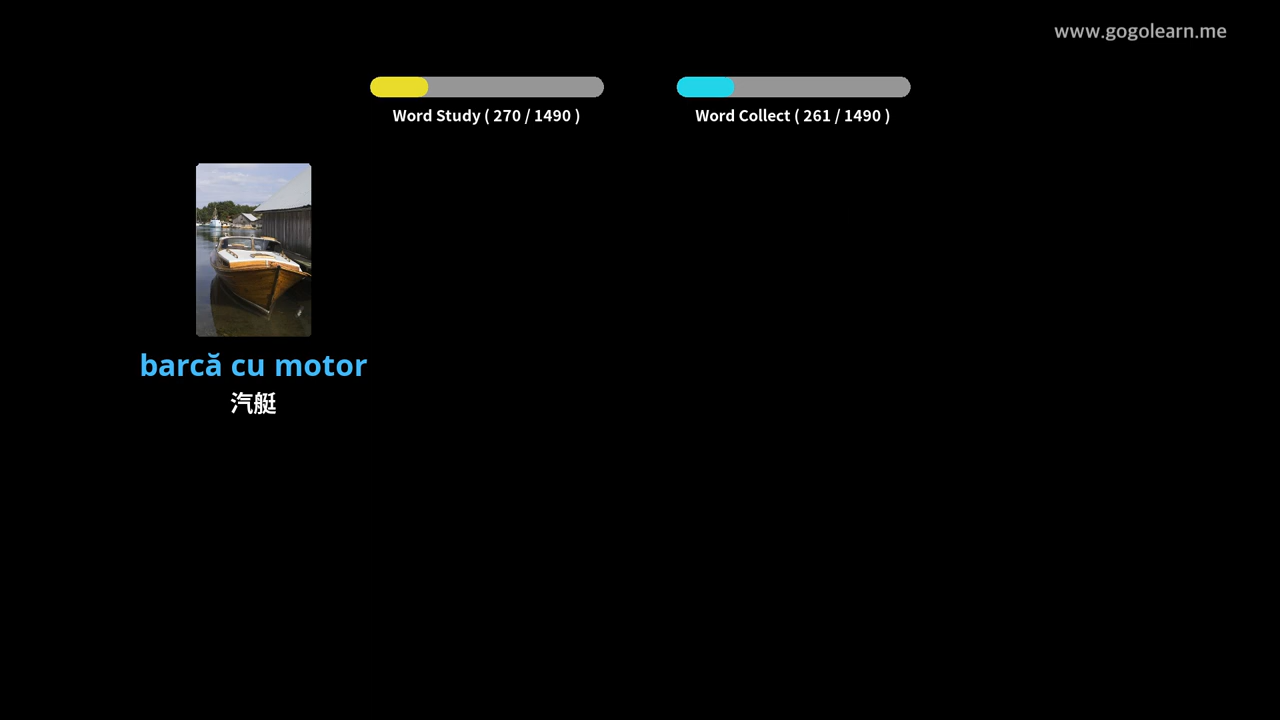 www.gogolearn.me
Word Study ( 270 / 1490 )
Word Collect ( 261 / 1490 )
barcă cu motor
汽艇